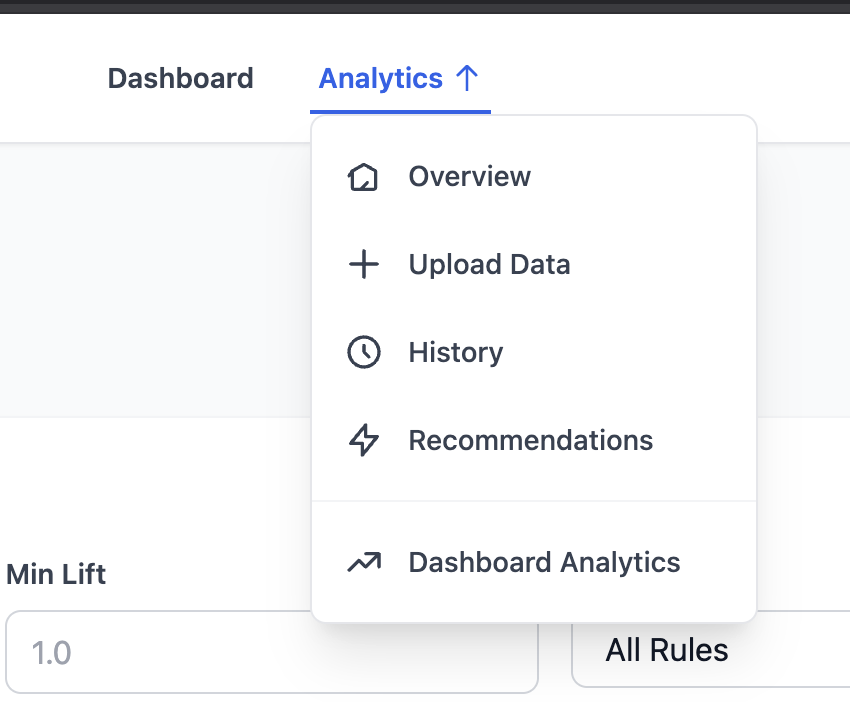 Dashboard
Analytics
Overview
Upload Data
History
Recommendations
Dashboard Analytics
Min Lift
1.0
All Rules